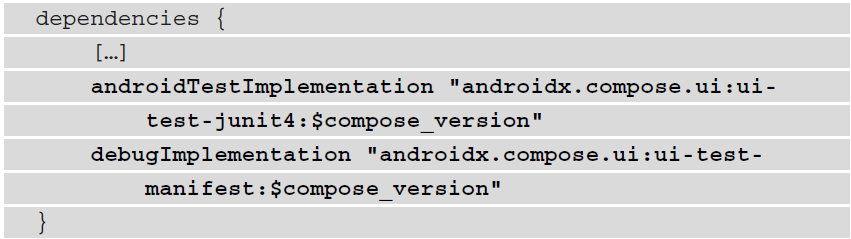 dependencies {
[…]
androidTestImplementation "androidx.compose.ui:ui-
test-junit4:$compose_version"
debugImplementation "androidx.compose.ui:ui-test-
manifest:$compose_version"
}